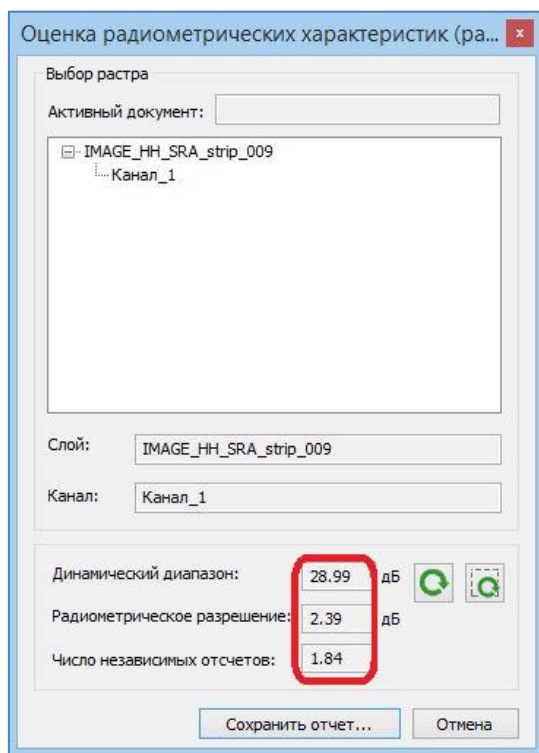 Оценка радиометрических характеристик (ра...
Выбор растра
Активный документ:
IMAGE_HH_SRA_strip_009
Канал_1
Слой: IMAGE_HH_SRA_strip_009
Канал: Канал_1
Динамический диапазон: 28.99 дБ
Радиометрическое разрешение: 2.39 дБ
Число независимых отсчетов: 1.84
Сохранить отчет... Отмена